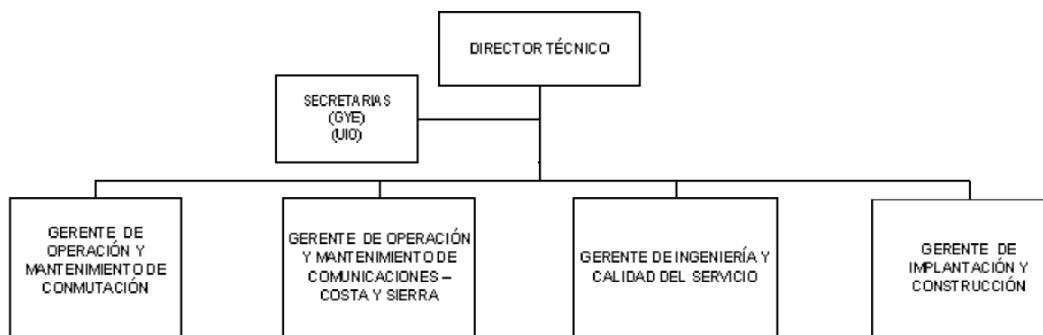 DIRECTOR TÉCNICO
SECRETARIAS
(GYE)
(UIO)
GERENTE DE
OPERACIÓN Y
MANTENIMIENTO DE
CONMUTACIÓN
GERENTE DE OPERACIÓN
Y MANTENIMIENTO DE
COMUNICACIONES –
COSTA Y SIERRA
GERENTE DE INGENIERÍA Y
CALIDAD DEL SERVICIO
GERENTE DE
IMPLANTACIÓN Y
CONSTRUCCIÓN